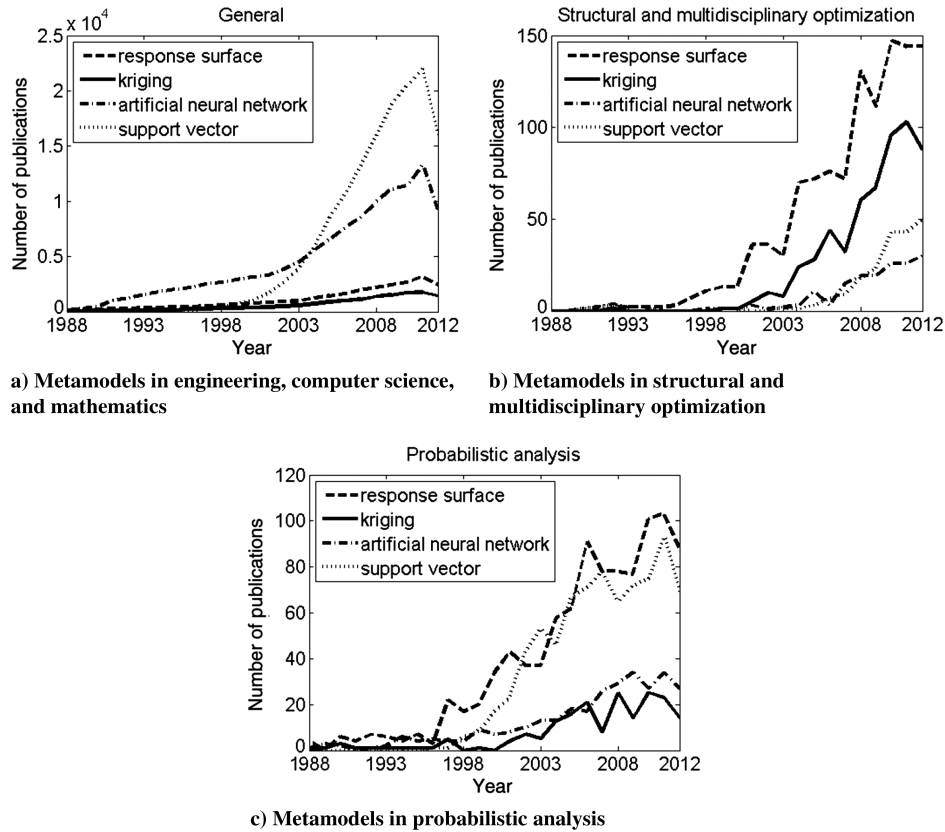 General
x 10⁴
2.5
2
1.5
1
0.5
0
Number of publications
response surface
kriging
artificial neural network
support vector
1988 1993 1998 2003 2008 2012
Year
a) Metamodels in engineering, computer science,
and mathematics
Structural and multidisciplinary optimization
150
100
50
0
Number of publications
response surface
kriging
artificial neural network
support vector
1988 1993 1998 2003 2008 2012
Year
b) Metamodels in structural and
multidisciplinary optimization
Probabilistic analysis
120
100
80
60
40
20
0
Number of publications
response surface
kriging
artificial neural network
support vector
1988 1993 1998 2003 2008 2012
Year
c) Metamodels in probabilistic analysis